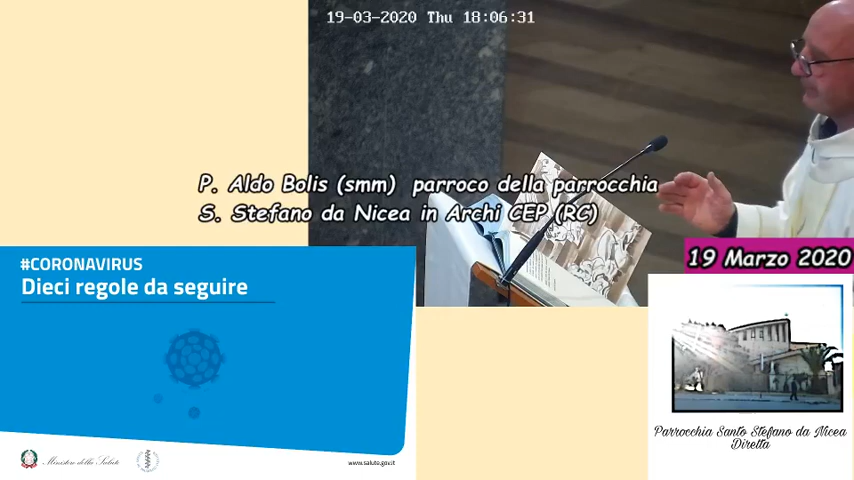 19-03-2020 Thu 18:06:31
P. Aldo Bolis (smm) parroco della parrocchia
S. Stefano da Nicea in Archi CEP (RC)
19 Marzo 2020
#CORONAVIRUS
Dieci regole da seguire
Parrocchia Santo Stefano da Nicea
Diretta
Ministero della Salute
www.salute.gov.it